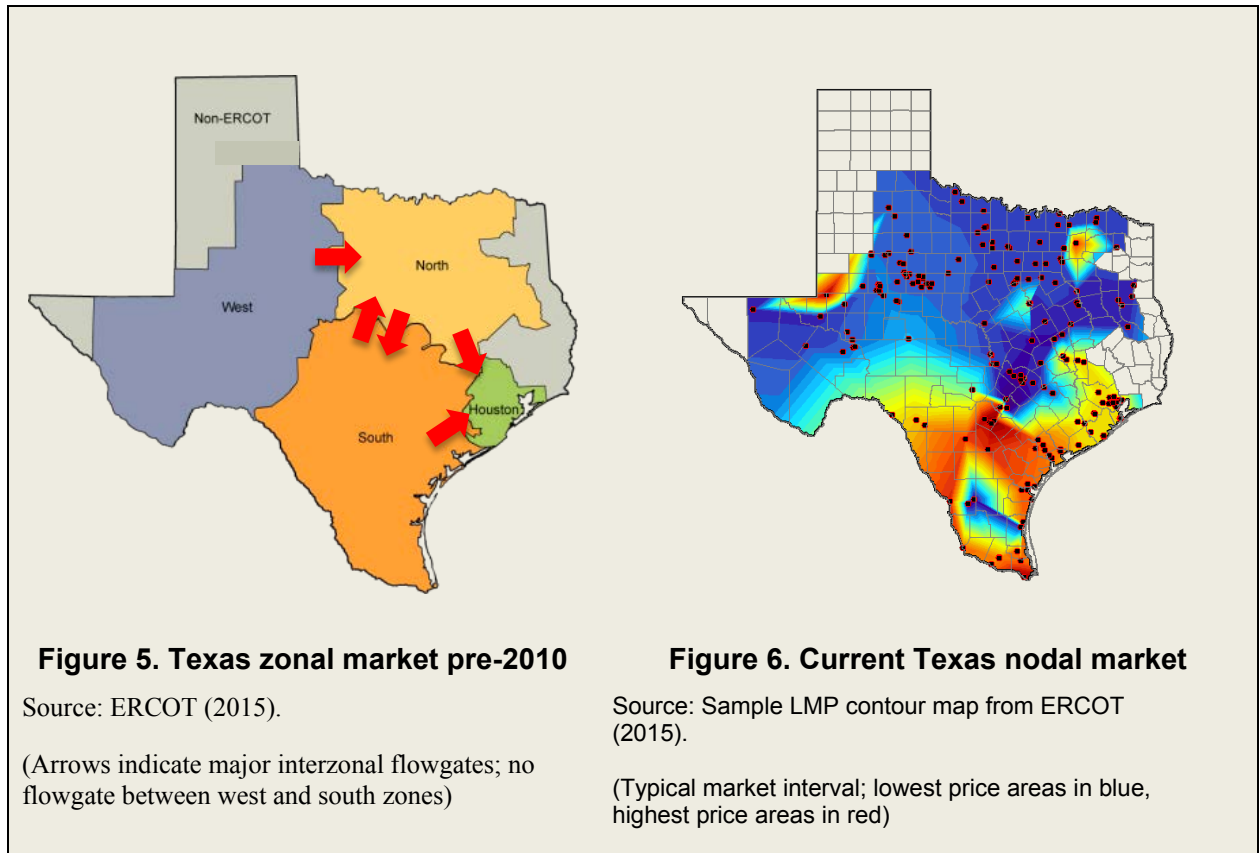 Non-ERCOT
North
West
South
Houston
Figure 5. Texas zonal market pre-2010
Source: ERCOT (2015).
(Arrows indicate major interzonal flowgates; no
flowgate between west and south zones)
Figure 6. Current Texas nodal market
Source: Sample LMP contour map from ERCOT
(2015).
(Typical market interval; lowest price areas in blue,
highest price areas in red)